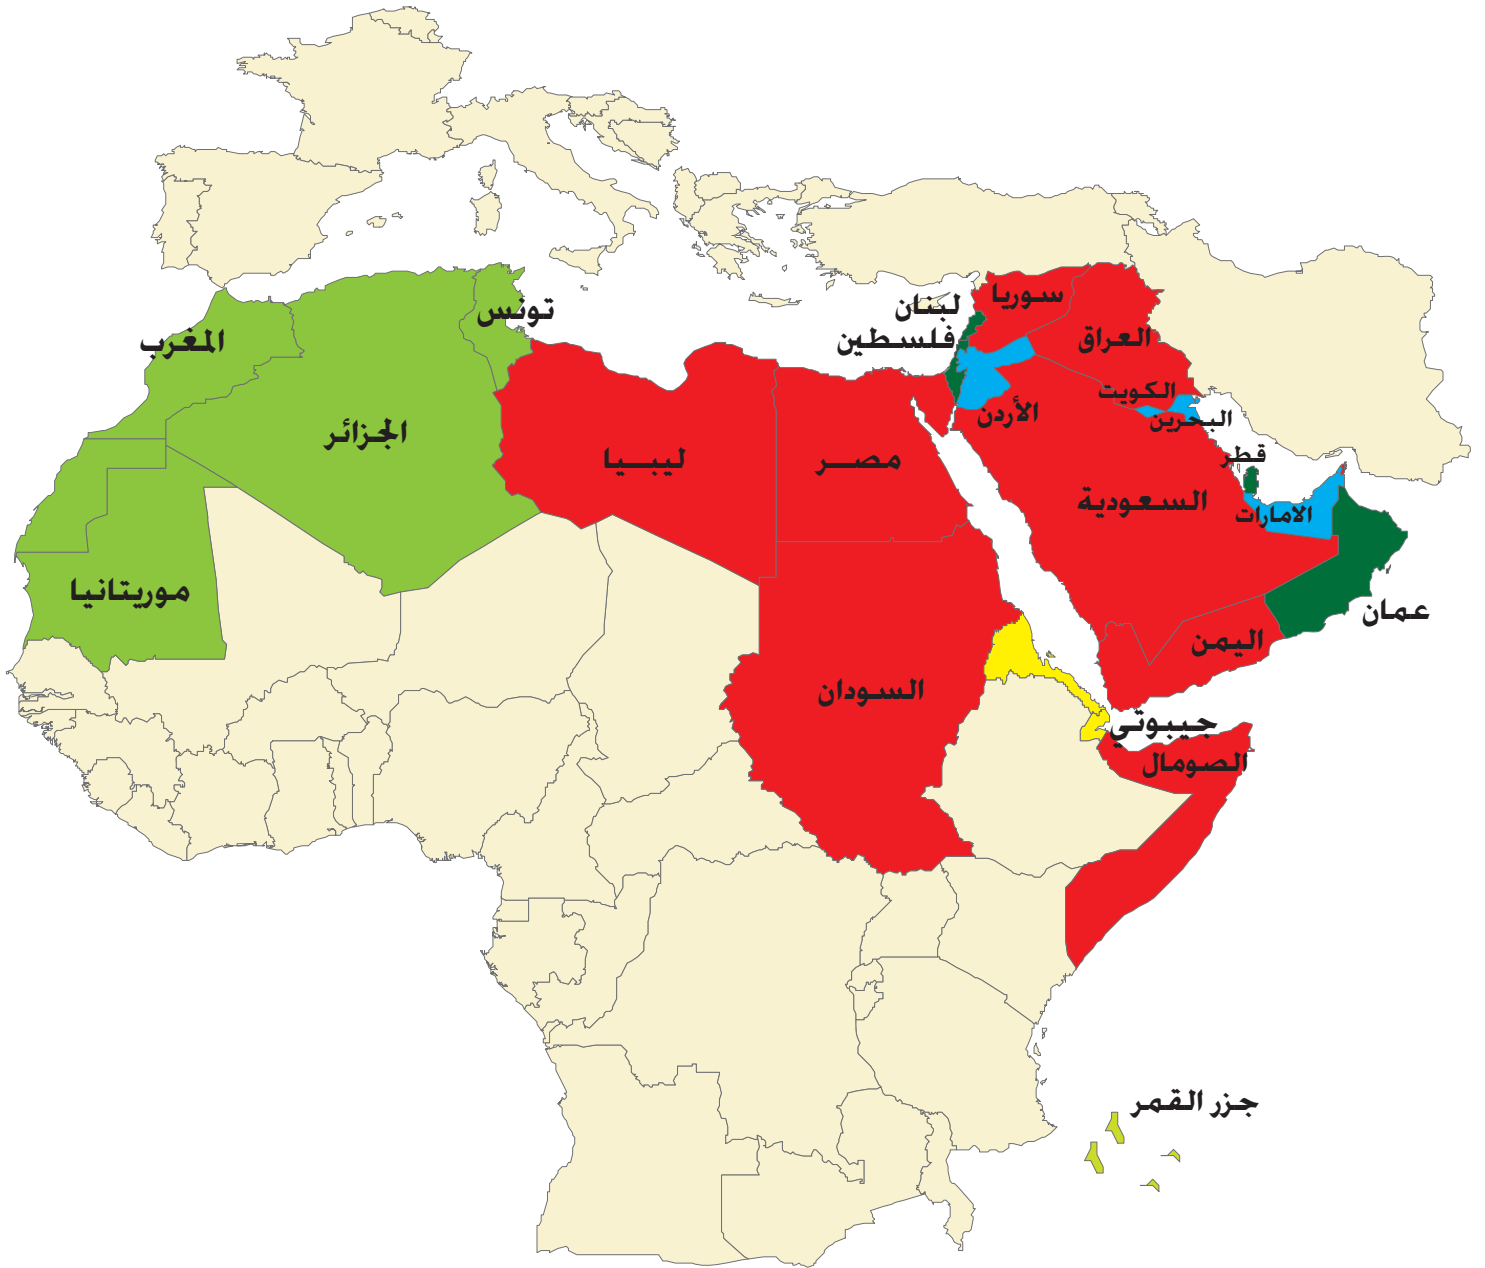 سوريا
لبنان
تونس
فلسطين
العراق
المغرب
الكويت
الأردن
البحرين
الجزائر
قطر
ليبيا
مصر
السعودية
الامارات
موريتانيا
عمان
اليمن
السودان
جيبوتي
الصومال
جزر القمر